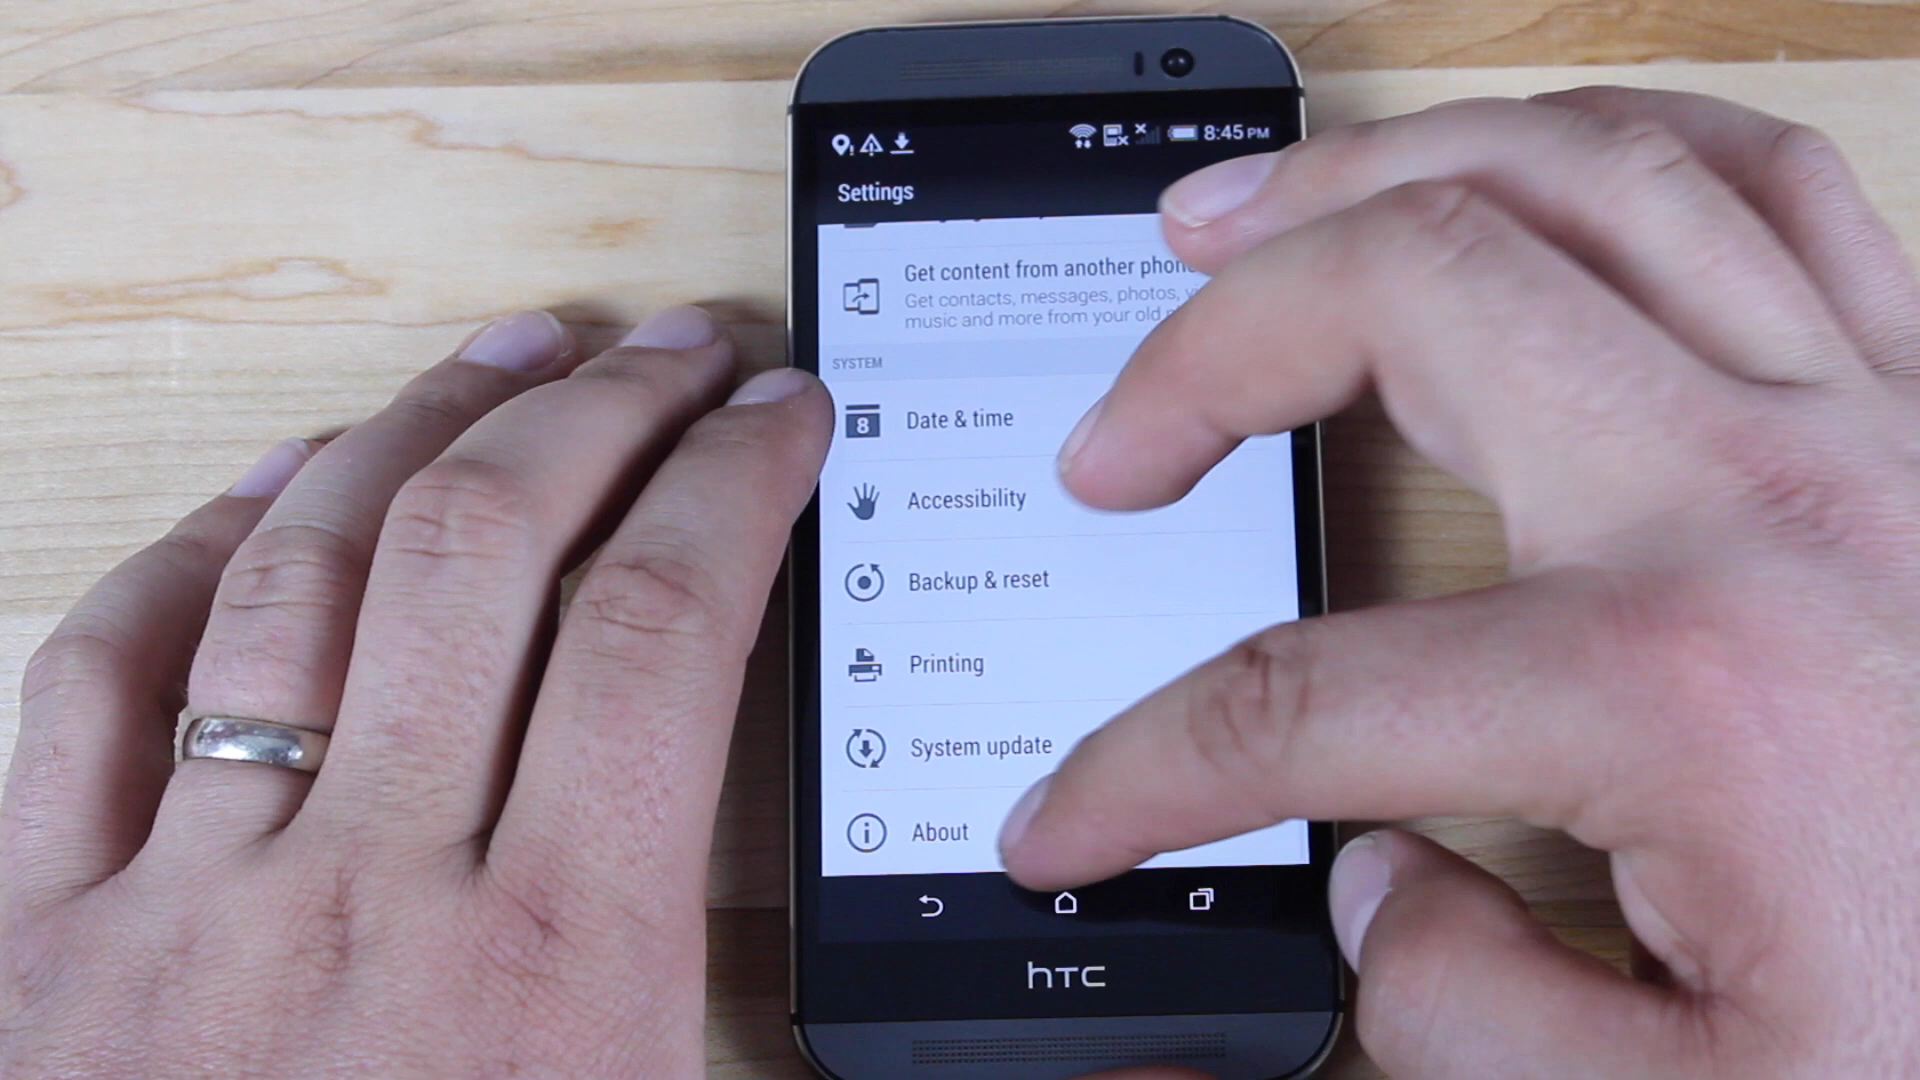 8:45 PM
Settings
Get content from another phone
Get contacts, messages, photos,
music and more from your old
SYSTEM
8
Date & time
Accessibility
Backup & reset
Printing
System update
About
hTC